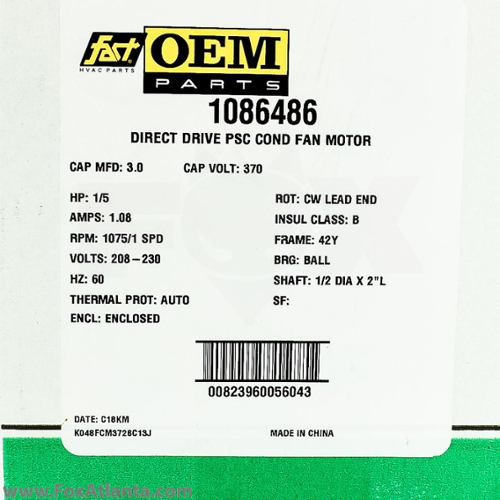 fast. OEM
HVAC PARTS PARTS
1086486
DIRECT DRIVE PSC COND FAN MOTOR
CAP MFD: 3.0 CAP VOLT: 370
HP: 1/5 ROT: CW LEAD END
AMPS: 1.08 INSUL CLASS: B
RPM: 1075/1 SPD FRAME: 42Y
VOLTS: 208-230 BRG: BALL
HZ: 60 SHAFT: 1/2 DIA X 2"L
THERMAL PROT: AUTO SF:
ENCL: ENCLOSED
00823960056043
DATE: C18KM
K048FCM3728C13J MADE IN CHINA
FOX
www.FoxAtlanta.com